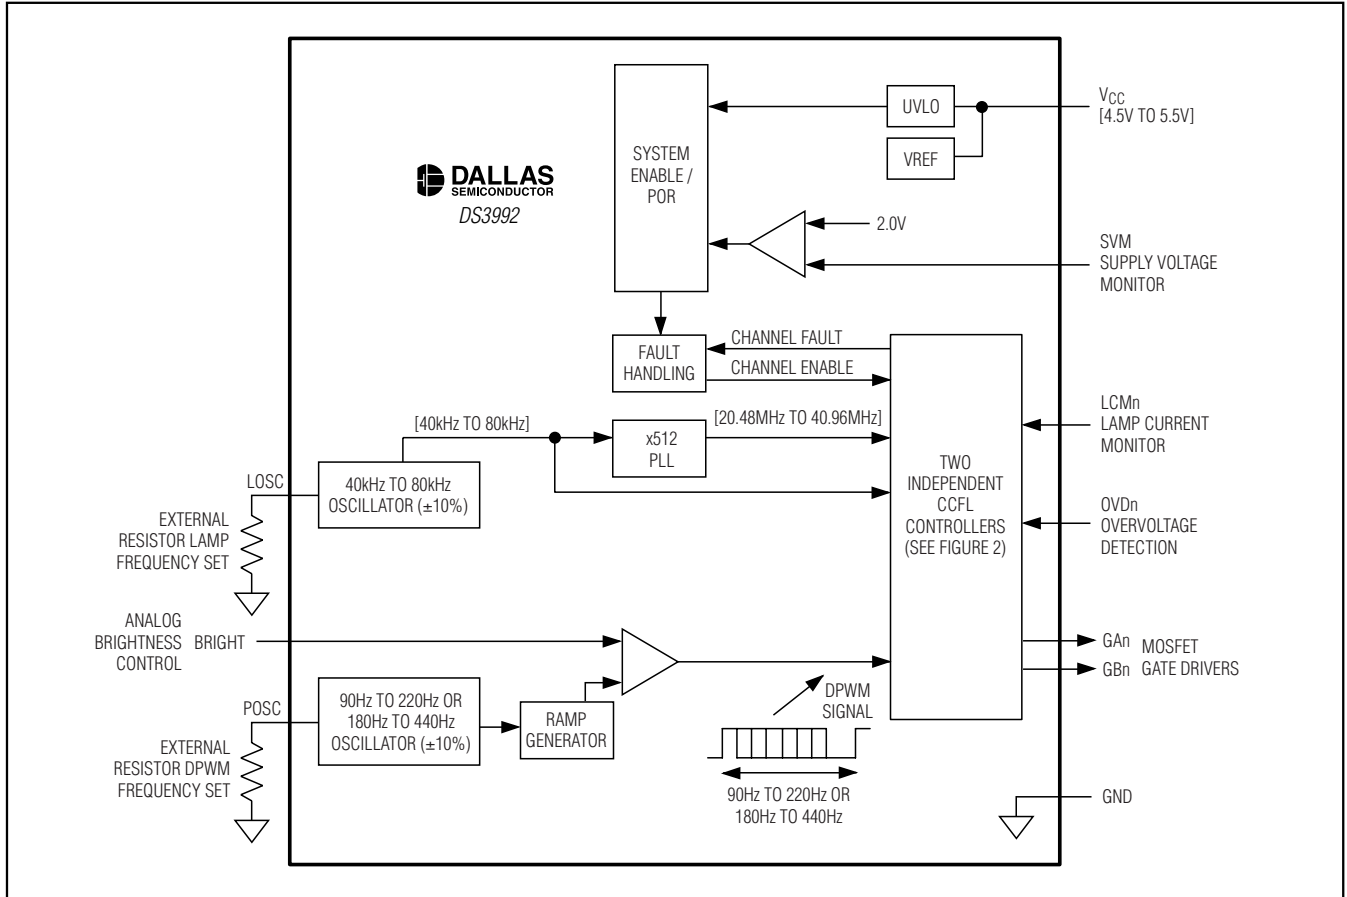 DALLAS
SEMICONDUCTOR
DS3992
SYSTEM
ENABLE /
POR
UVLO
VREF
VCC
[4.5V TO 5.5V]
2.0V
SVM
SUPPLY VOLTAGE
MONITOR
FAULT
HANDLING
CHANNEL FAULT
CHANNEL ENABLE
[40kHz TO 80kHz]
x512
PLL
[20.48MHz TO 40.96MHz]
LOSC
40kHz TO 80kHz
OSCILLATOR (±10%)
EXTERNAL
RESISTOR LAMP
FREQUENCY SET
TWO
INDEPENDENT
CCFL
CONTROLLERS
(SEE FIGURE 2)
LCMn
LAMP CURRENT
MONITOR
OVDn
OVERVOLTAGE
DETECTION
ANALOG
BRIGHTNESS
CONTROL
BRIGHT
GAn
GBn
MOSFET
GATE DRIVERS
POSC
90Hz TO 220Hz OR
180Hz TO 440Hz
OSCILLATOR (±10%)
RAMP
GENERATOR
DPWM
SIGNAL
EXTERNAL
RESISTOR DPWM
FREQUENCY SET
90Hz TO 220Hz OR
180Hz TO 440Hz
GND